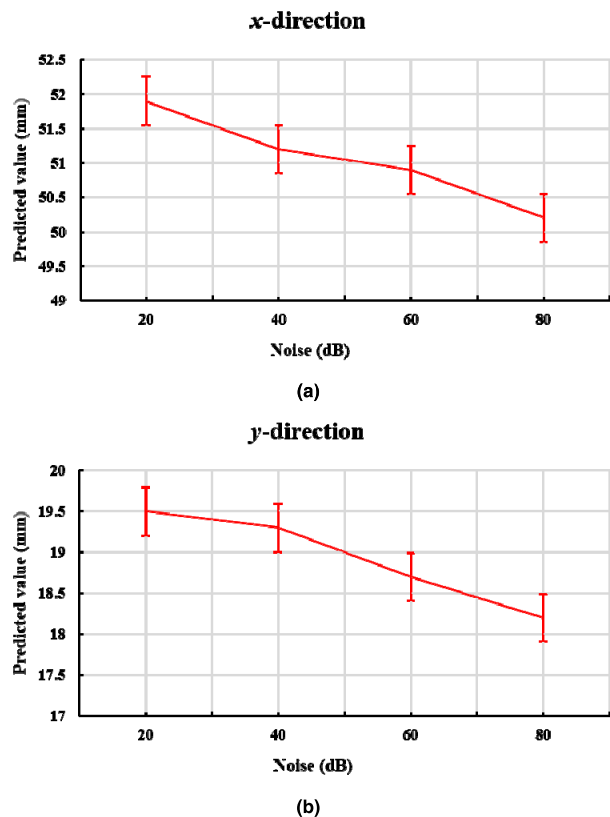 x-direction
52.5
52
51.5
51
50.5
50
49.5
49
Predicted value (mm)
20 40 60 80
Noise (dB)
(a)
y-direction
20
19.5
19
18.5
18
17.5
17
Predicted value (mm)
20 40 60 80
Noise (dB)
(b)